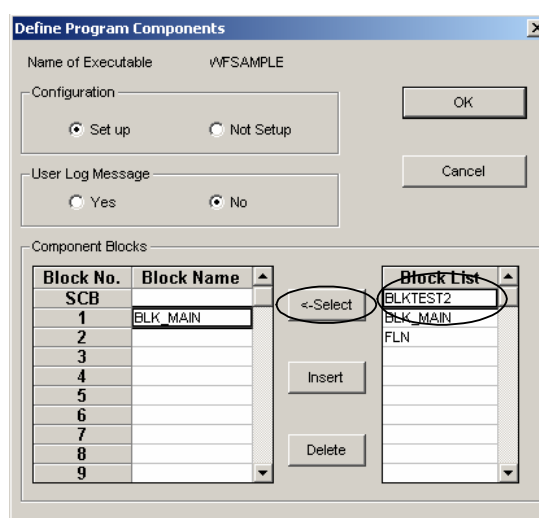 Define Program Components
Name of Executable WFSAMPLE
Configuration
Set up Not Setup
OK
User Log Message
Yes No
Cancel
Component Blocks
Block No. Block Name
SCB
1 BLK_MAIN
2
3
4
5
6
7
8
9
<-Select
Insert
Delete
Block List
BLKTEST2
BLK_MAIN
FLN